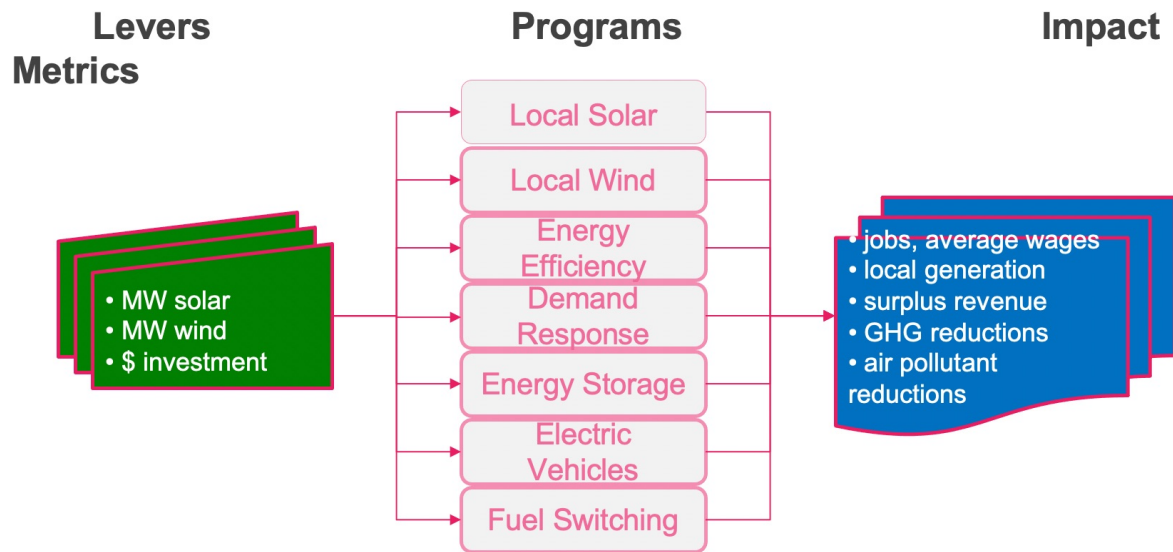 Levers Programs Impact
Metrics
Local Solar
Local Wind
Energy
Efficiency
Demand
Response
Energy Storage
Electric
Vehicles
Fuel Switching
• MW solar
• MW wind
• $ investment
• jobs, average wages
• local generation
• surplus revenue
• GHG reductions
• air pollutant
reductions